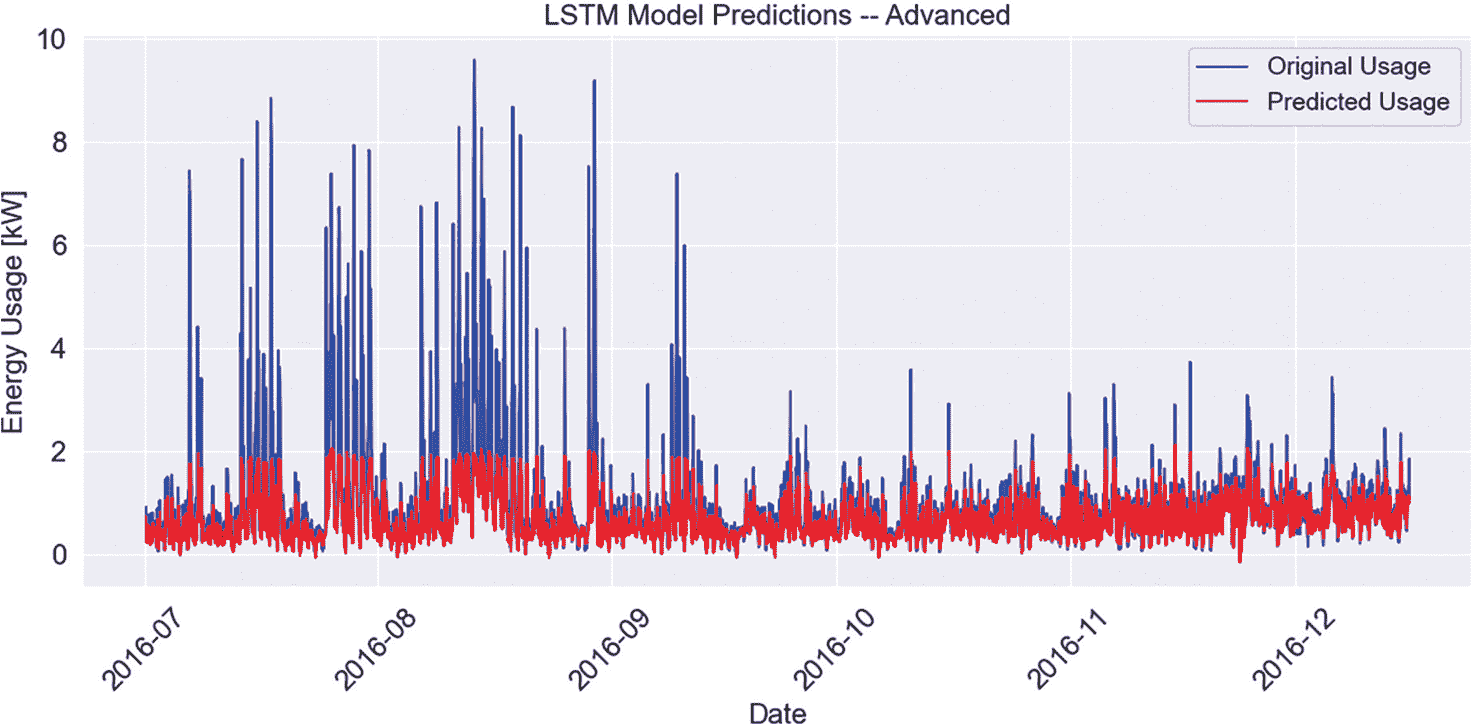 LSTM Model Predictions -- Advanced
Original Usage
Predicted Usage
Energy Usage [kW]
10
8
6
4
2
0
2016-07
2016-08
2016-09
2016-10
2016-11
2016-12
Date